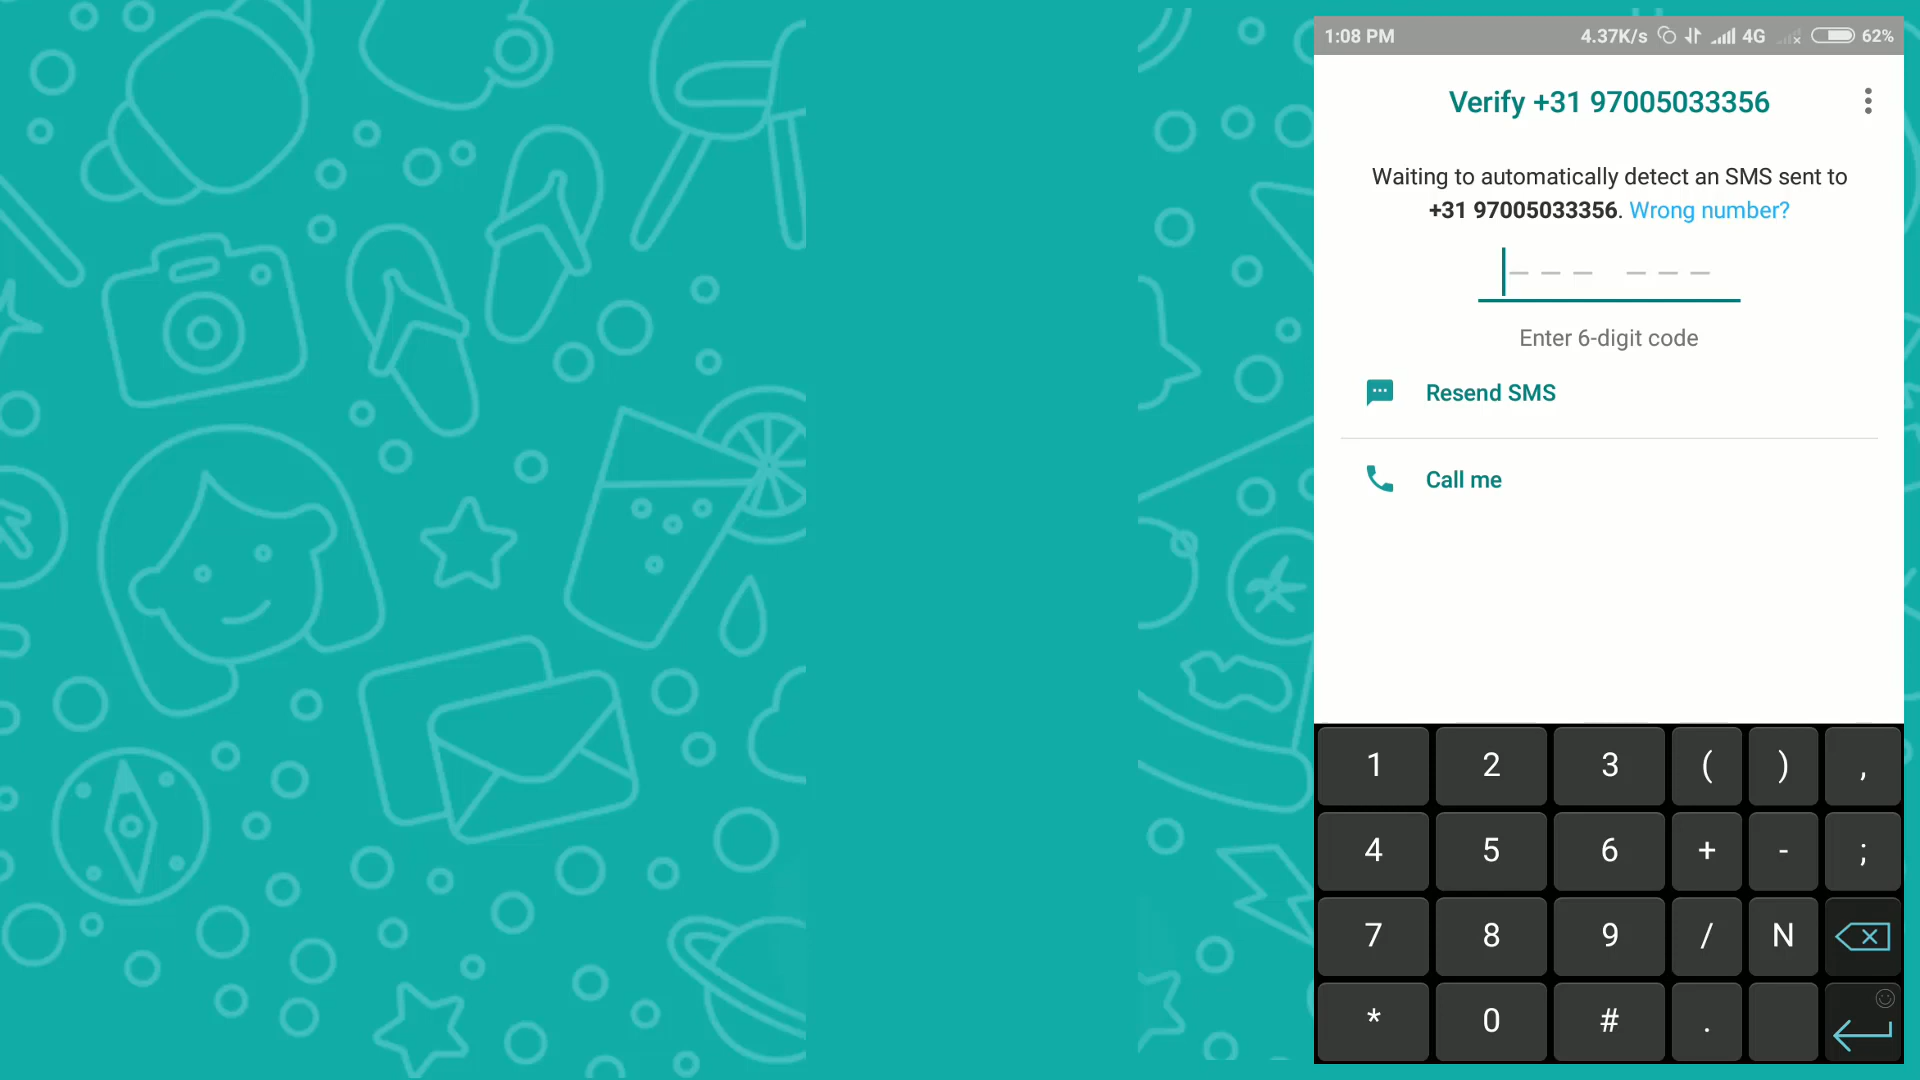 1:08 PM 4.37K/s 4G 62%
Verify +31 97005033356
Waiting to automatically detect an SMS sent to
+31 97005033356. Wrong number?
Enter 6-digit code
Resend SMS
Call me
1 2 3 ( ) ,
4 5 6 + - ;
7 8 9 / N
* 0 # .